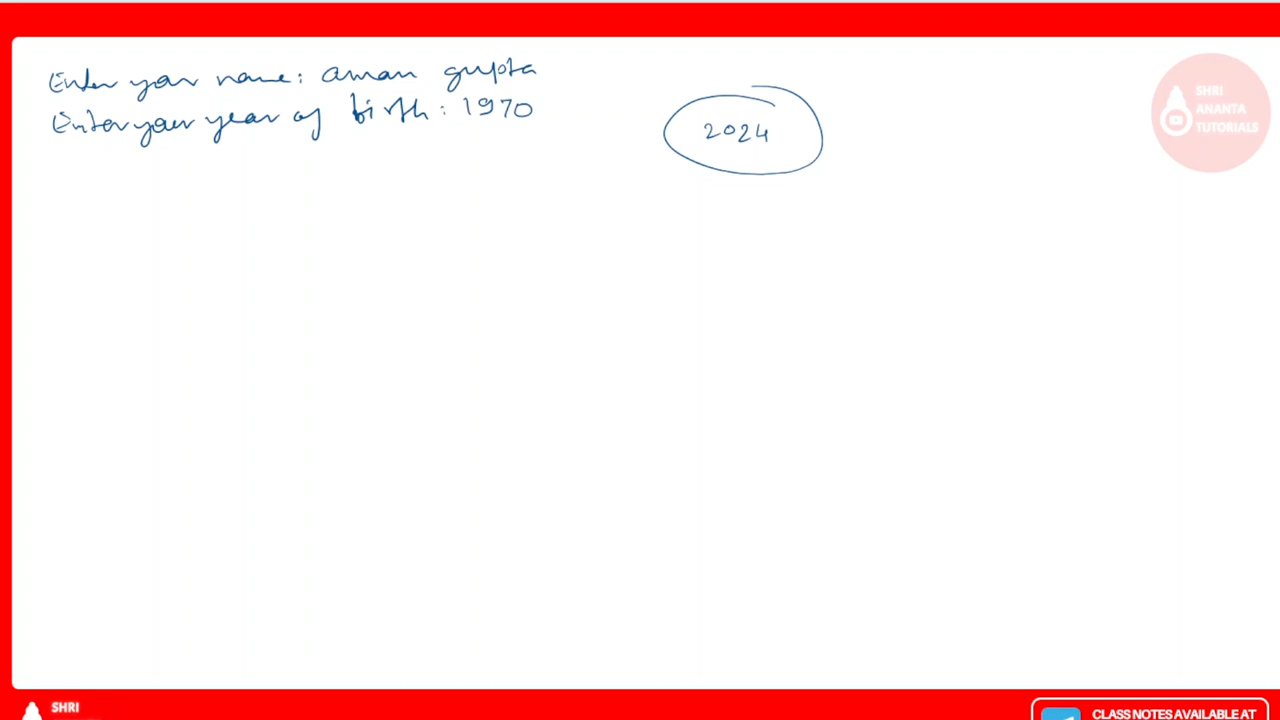 Enter your name: aman gupta
Enter your year of birth: 1970
2024
SHRI
ANANTA
TUTORIALS
SHRI
CLASS NOTES AVAILABLE AT